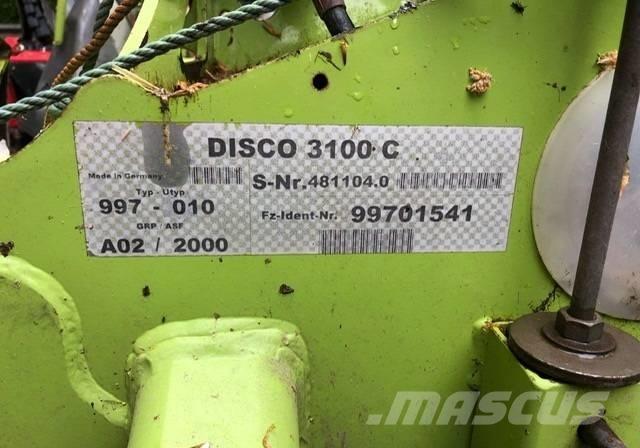 DISCO 3100 C
Made in Germany
S-Nr.481104.0
Typ - Utyp
997 - 010
Fz-Ident-Nr. 99701541
GRP / ASF
A02 / 2000
MASCUS